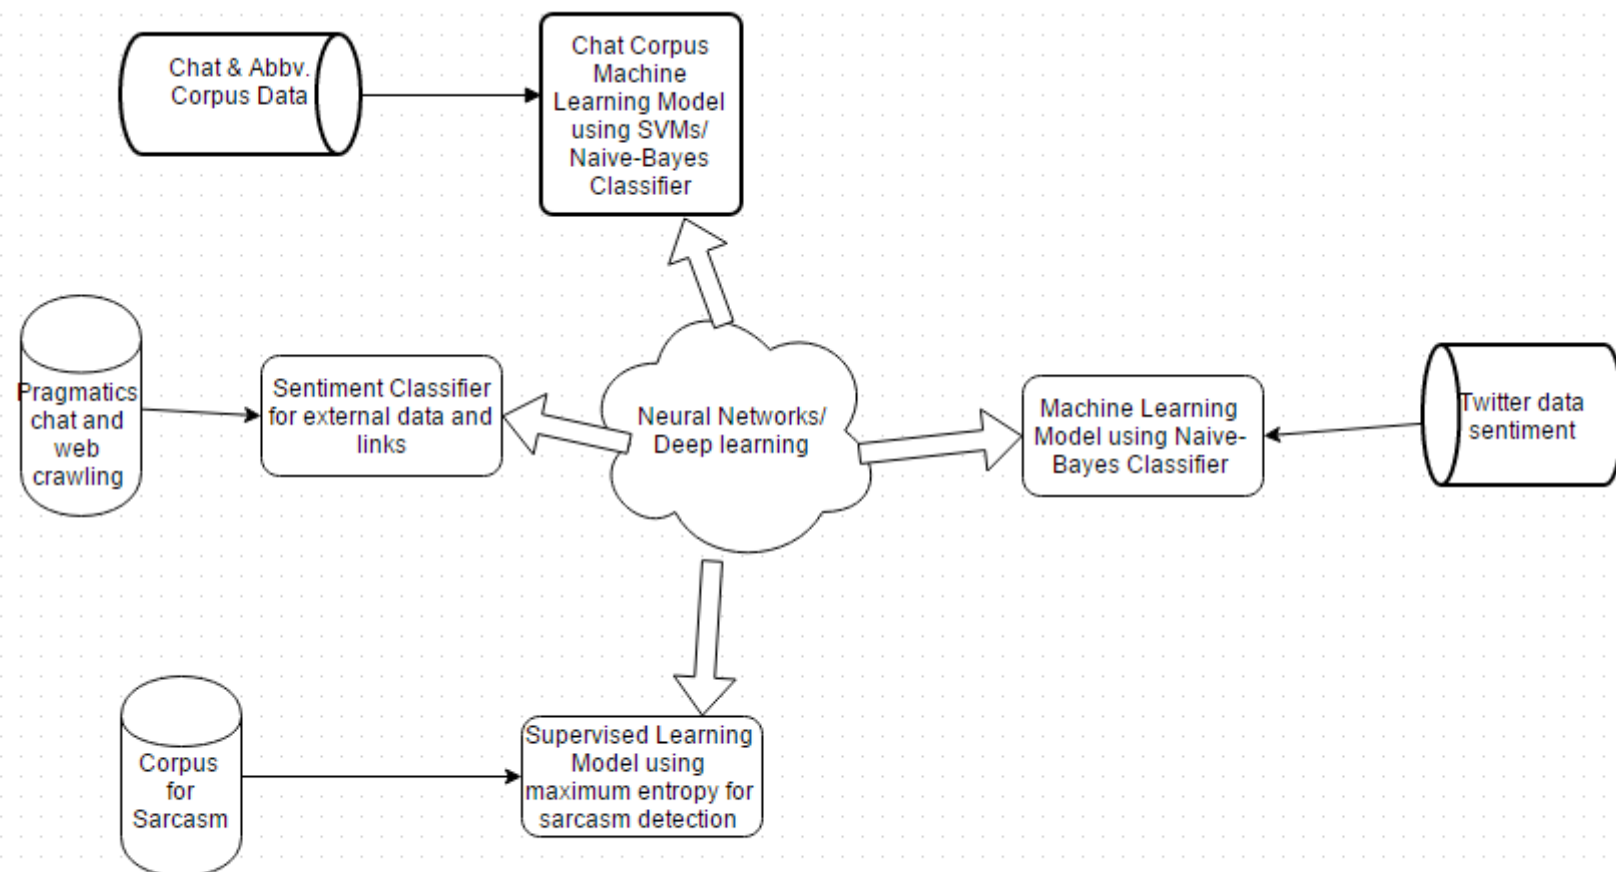 Chat & Abbv.
Corpus Data
Chat Corpus
Machine
Learning Model
using SVMs/
Naive-Bayes
Classifier
Pragmatics
chat and
web
crawling
Sentiment Classifier
for external data and
links
Neural Networks/
Deep learning
Machine Learning
Model using Naive-
Bayes Classifier
Twitter data
sentiment
Corpus
for
Sarcasm
Supervised Learning
Model using
maximum entropy for
sarcasm detection